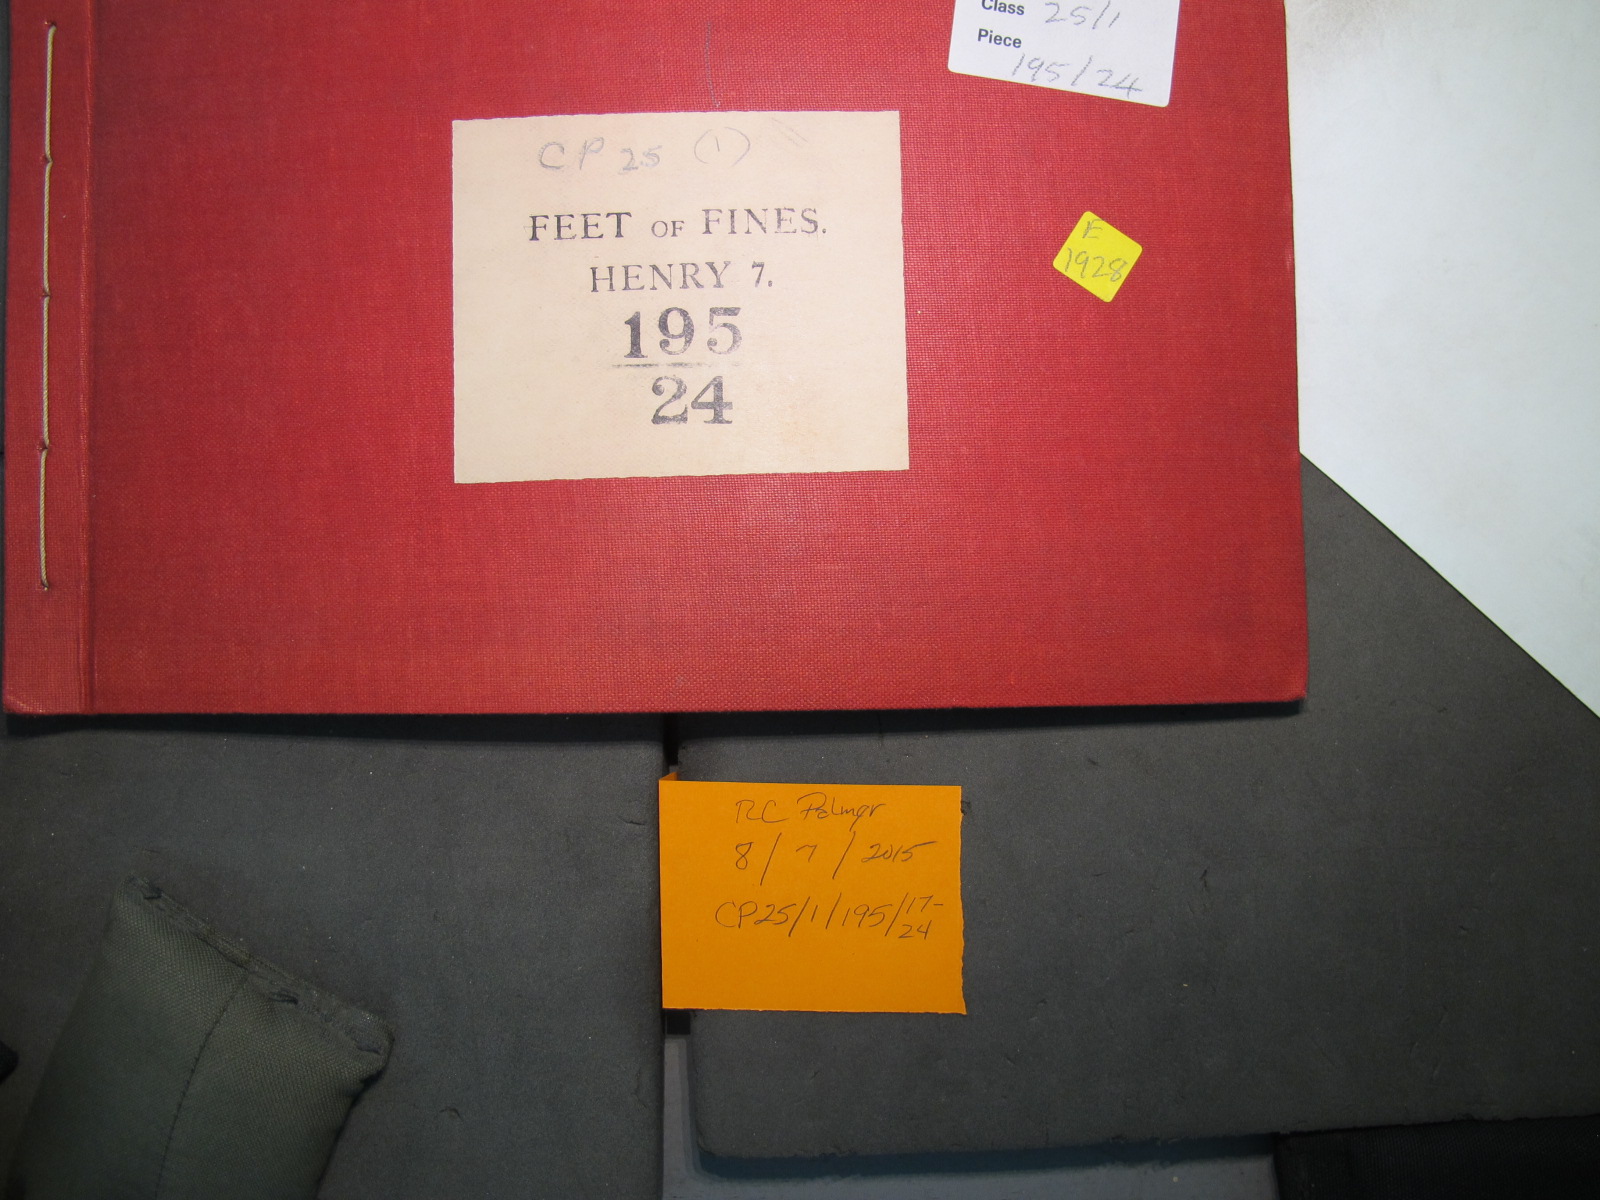 Class 25/1
Piece
195/24
CP 25 (1)
FEET OF FINES.
HENRY 7.
195
24
F
1928
RC Palmer
8/7/2015
CP25/1/195/17-
24